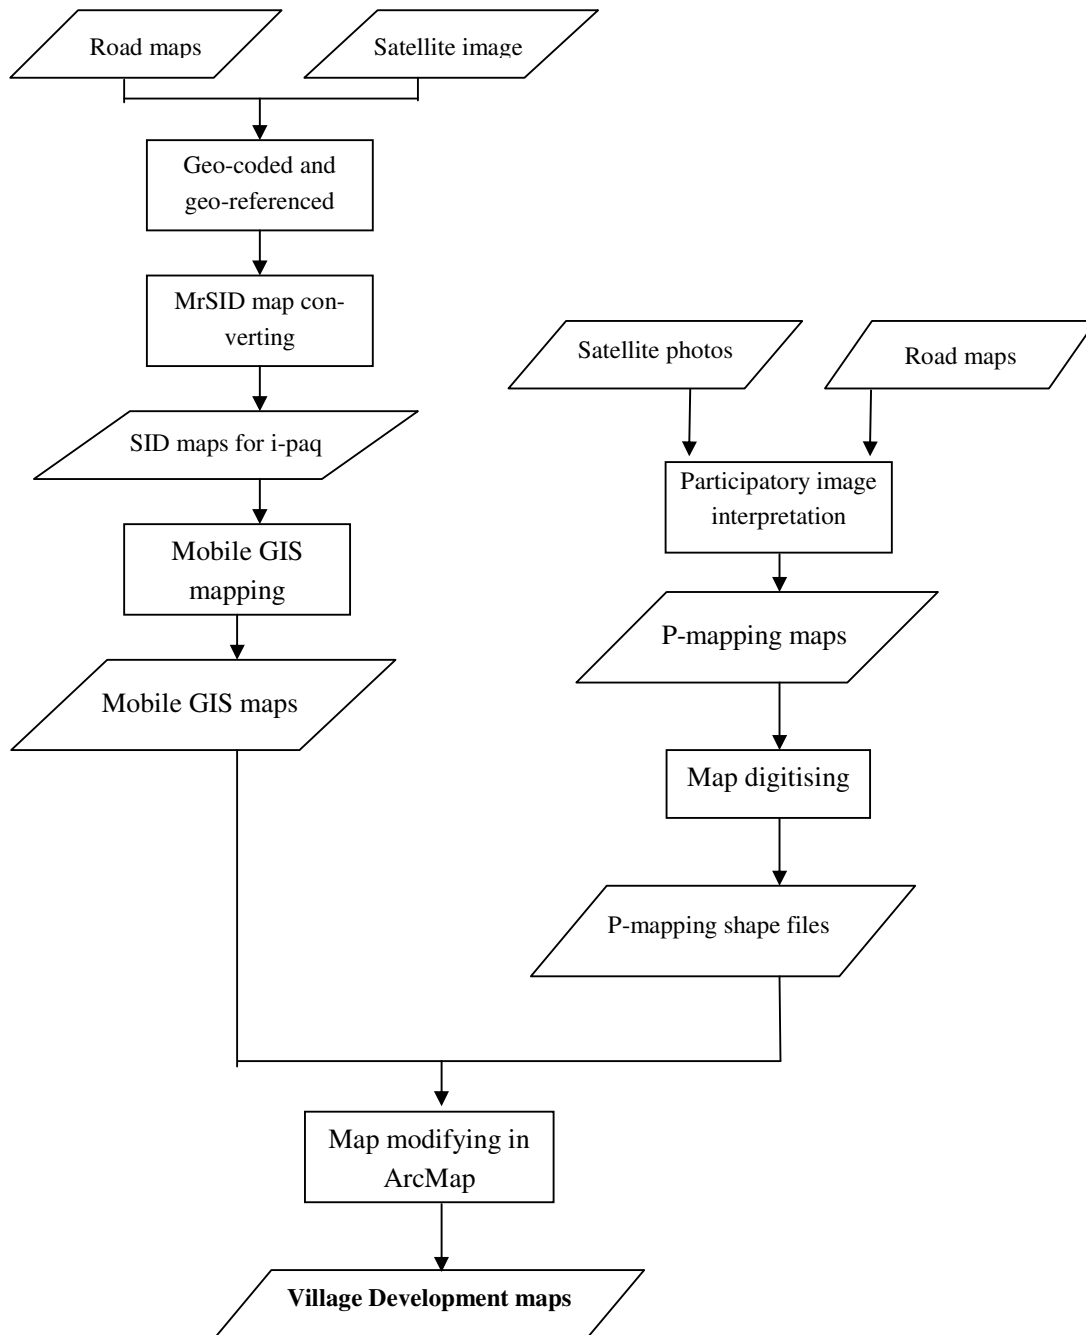 Road maps
Satellite image
Geo-coded and
geo-referenced
MrSID map con-
verting
SID maps for i-paq
Mobile GIS
mapping
Mobile GIS maps
Satellite photos
Road maps
Participatory image
interpretation
P-mapping maps
Map digitising
P-mapping shape files
Map modifying in
ArcMap
Village Development maps